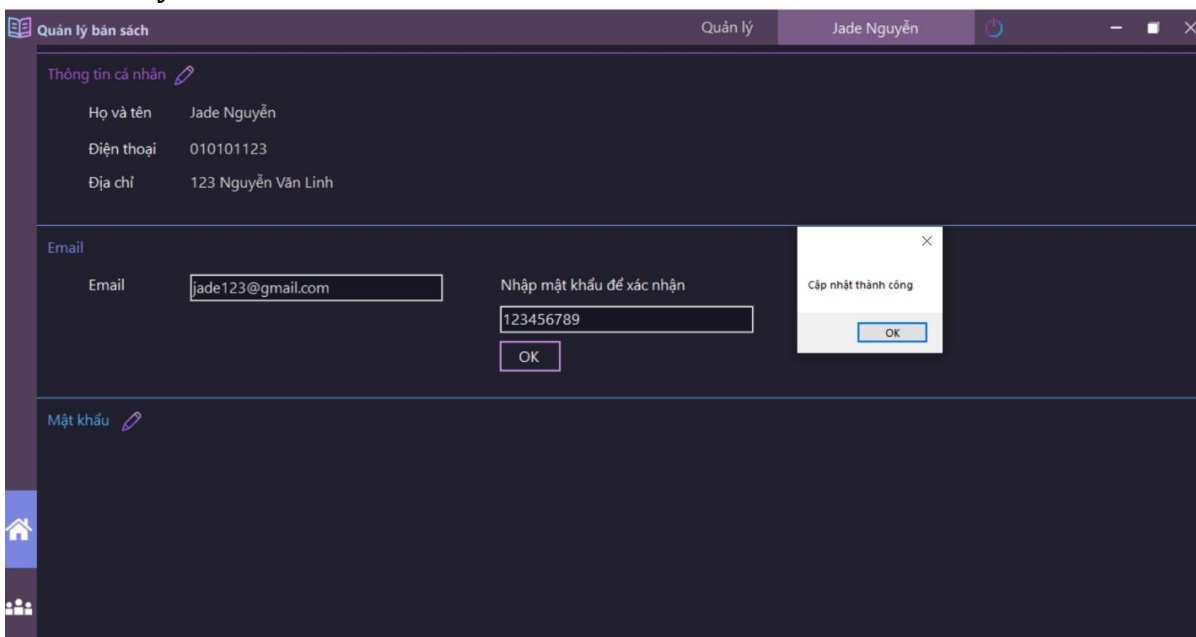 Quản lý bán sách
Quản lý
Jade Nguyễn
Thông tin cá nhân
Họ và tên Jade Nguyễn
Điện thoại 010101123
Địa chỉ 123 Nguyễn Văn Linh
Email
Email jade123@gmail.com
Nhập mật khẩu để xác nhận
123456789
OK
Cập nhật thành công
OK
Mật khẩu